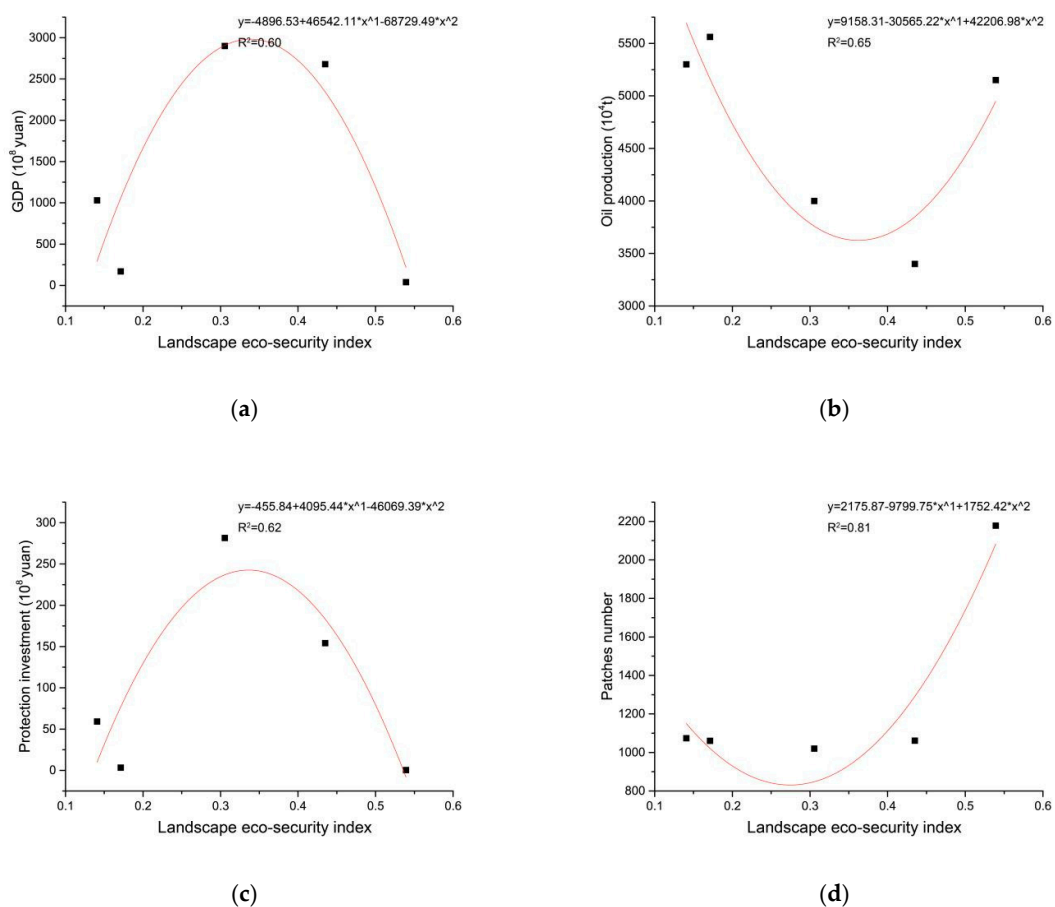 y=-4896.53+46542.11*x^1-68729.49*x^2
R²=0.60
3000
2500
2000
1500
1000
500
0
GDP (10⁸ yuan)
0.1 0.2 0.3 0.4 0.5 0.6
Landscape eco-security index
(a)
y=9158.31-30565.22*x^1+42206.98*x^2
R²=0.65
5500
5000
4500
4000
3500
3000
Oil production (10⁴t)
0.1 0.2 0.3 0.4 0.5 0.6
Landscape eco-security index
(b)
y=-455.84+4095.44*x^1-46069.39*x^2
R²=0.62
300
250
200
150
100
50
0
Protection investment (10⁸ yuan)
0.1 0.2 0.3 0.4 0.5 0.6
Landscape eco-security index
(c)
y=2175.87-9799.75*x^1+1752.42*x^2
R²=0.81
2200
2000
1800
1600
1400
1200
1000
800
Patches number
0.1 0.2 0.3 0.4 0.5 0.6
Landscape eco-security index
(d)